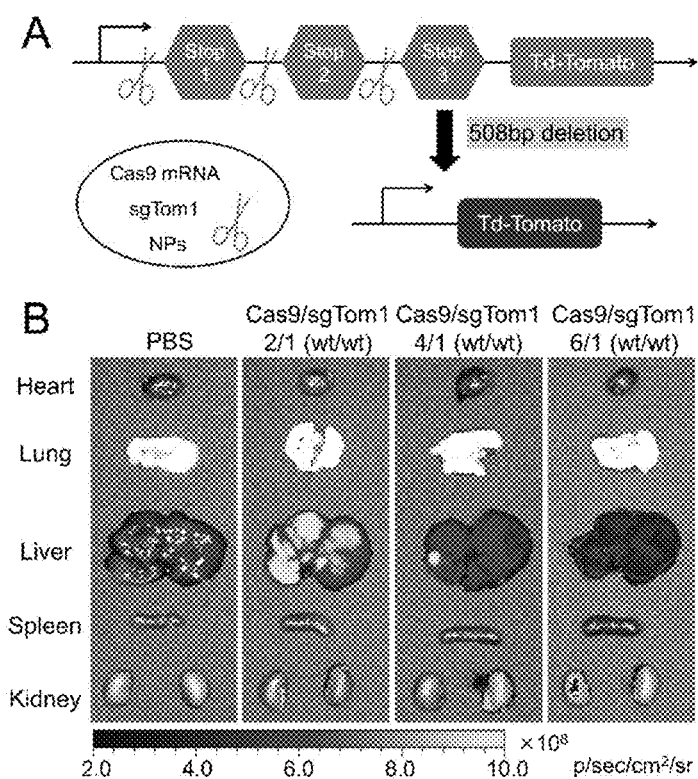 A
Stop 1
Stop 2
Stop 3
Td-Tomato
508bp deletion
Cas9 mRNA
sgTom1
NPs
Td-Tomato
B
PBS
Cas9/sgTom1 2/1 (wt/wt)
Cas9/sgTom1 4/1 (wt/wt)
Cas9/sgTom1 6/1 (wt/wt)
Heart
Lung
Liver
Spleen
Kidney
×10⁸
2.0 4.0 6.0 8.0 10.0 p/sec/cm²/sr